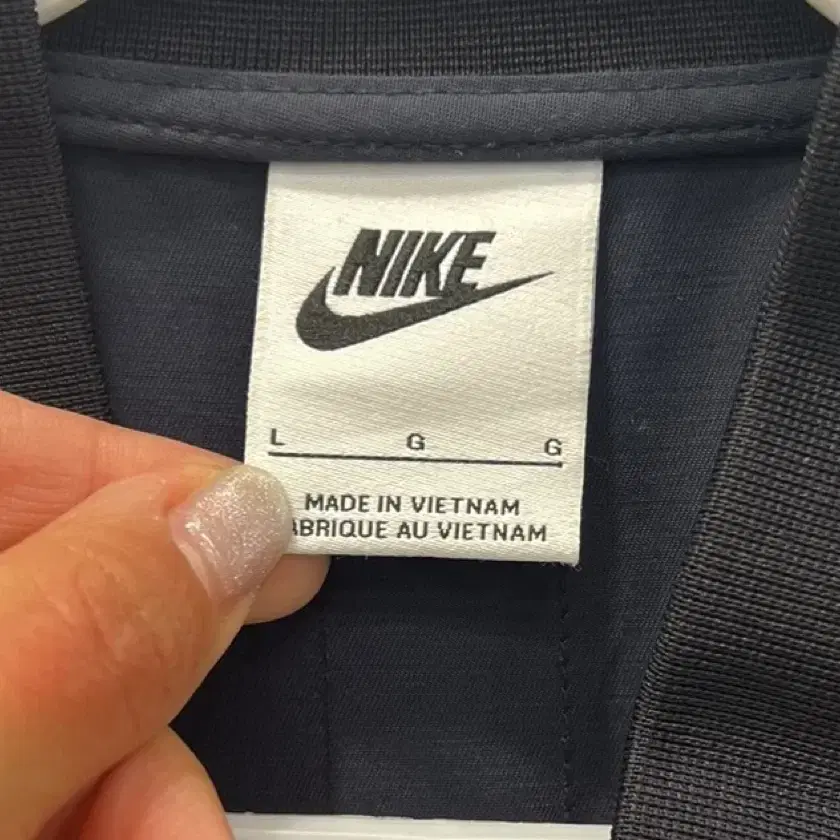 NIKE
L G G
MADE IN VIETNAM
ABRIQUE AU VIETNAM